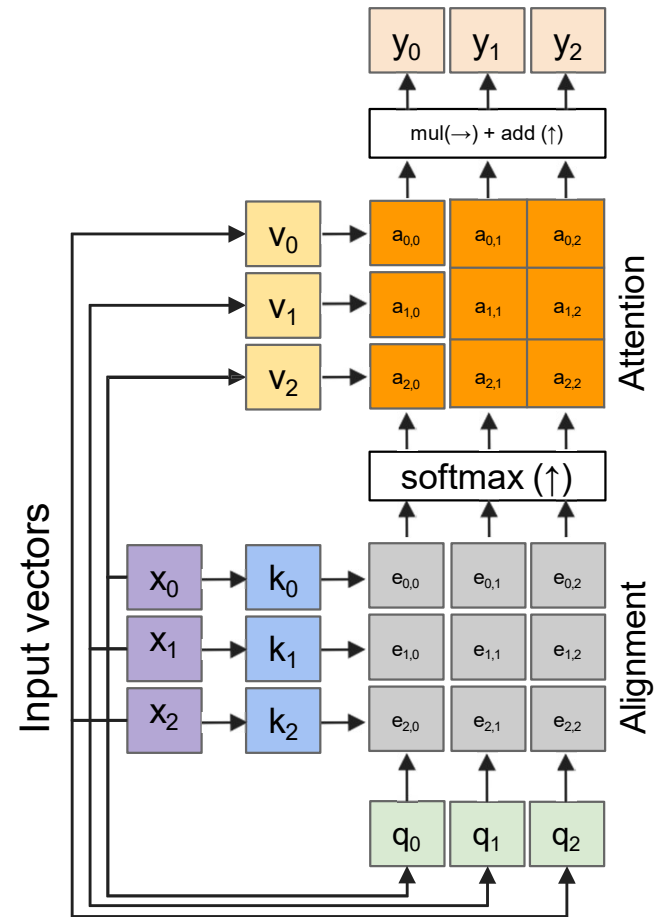 y0 y1 y2
mul(→) + add (↑)
v0 a0,0 a0,1 a0,2
v1 a1,0 a1,1 a1,2
v2 a2,0 a2,1 a2,2
Attention
softmax (↑)
x0 k0 e0,0 e0,1 e0,2
x1 k1 e1,0 e1,1 e1,2
x2 k2 e2,0 e2,1 e2,2
Input vectors
Alignment
q0 q1 q2